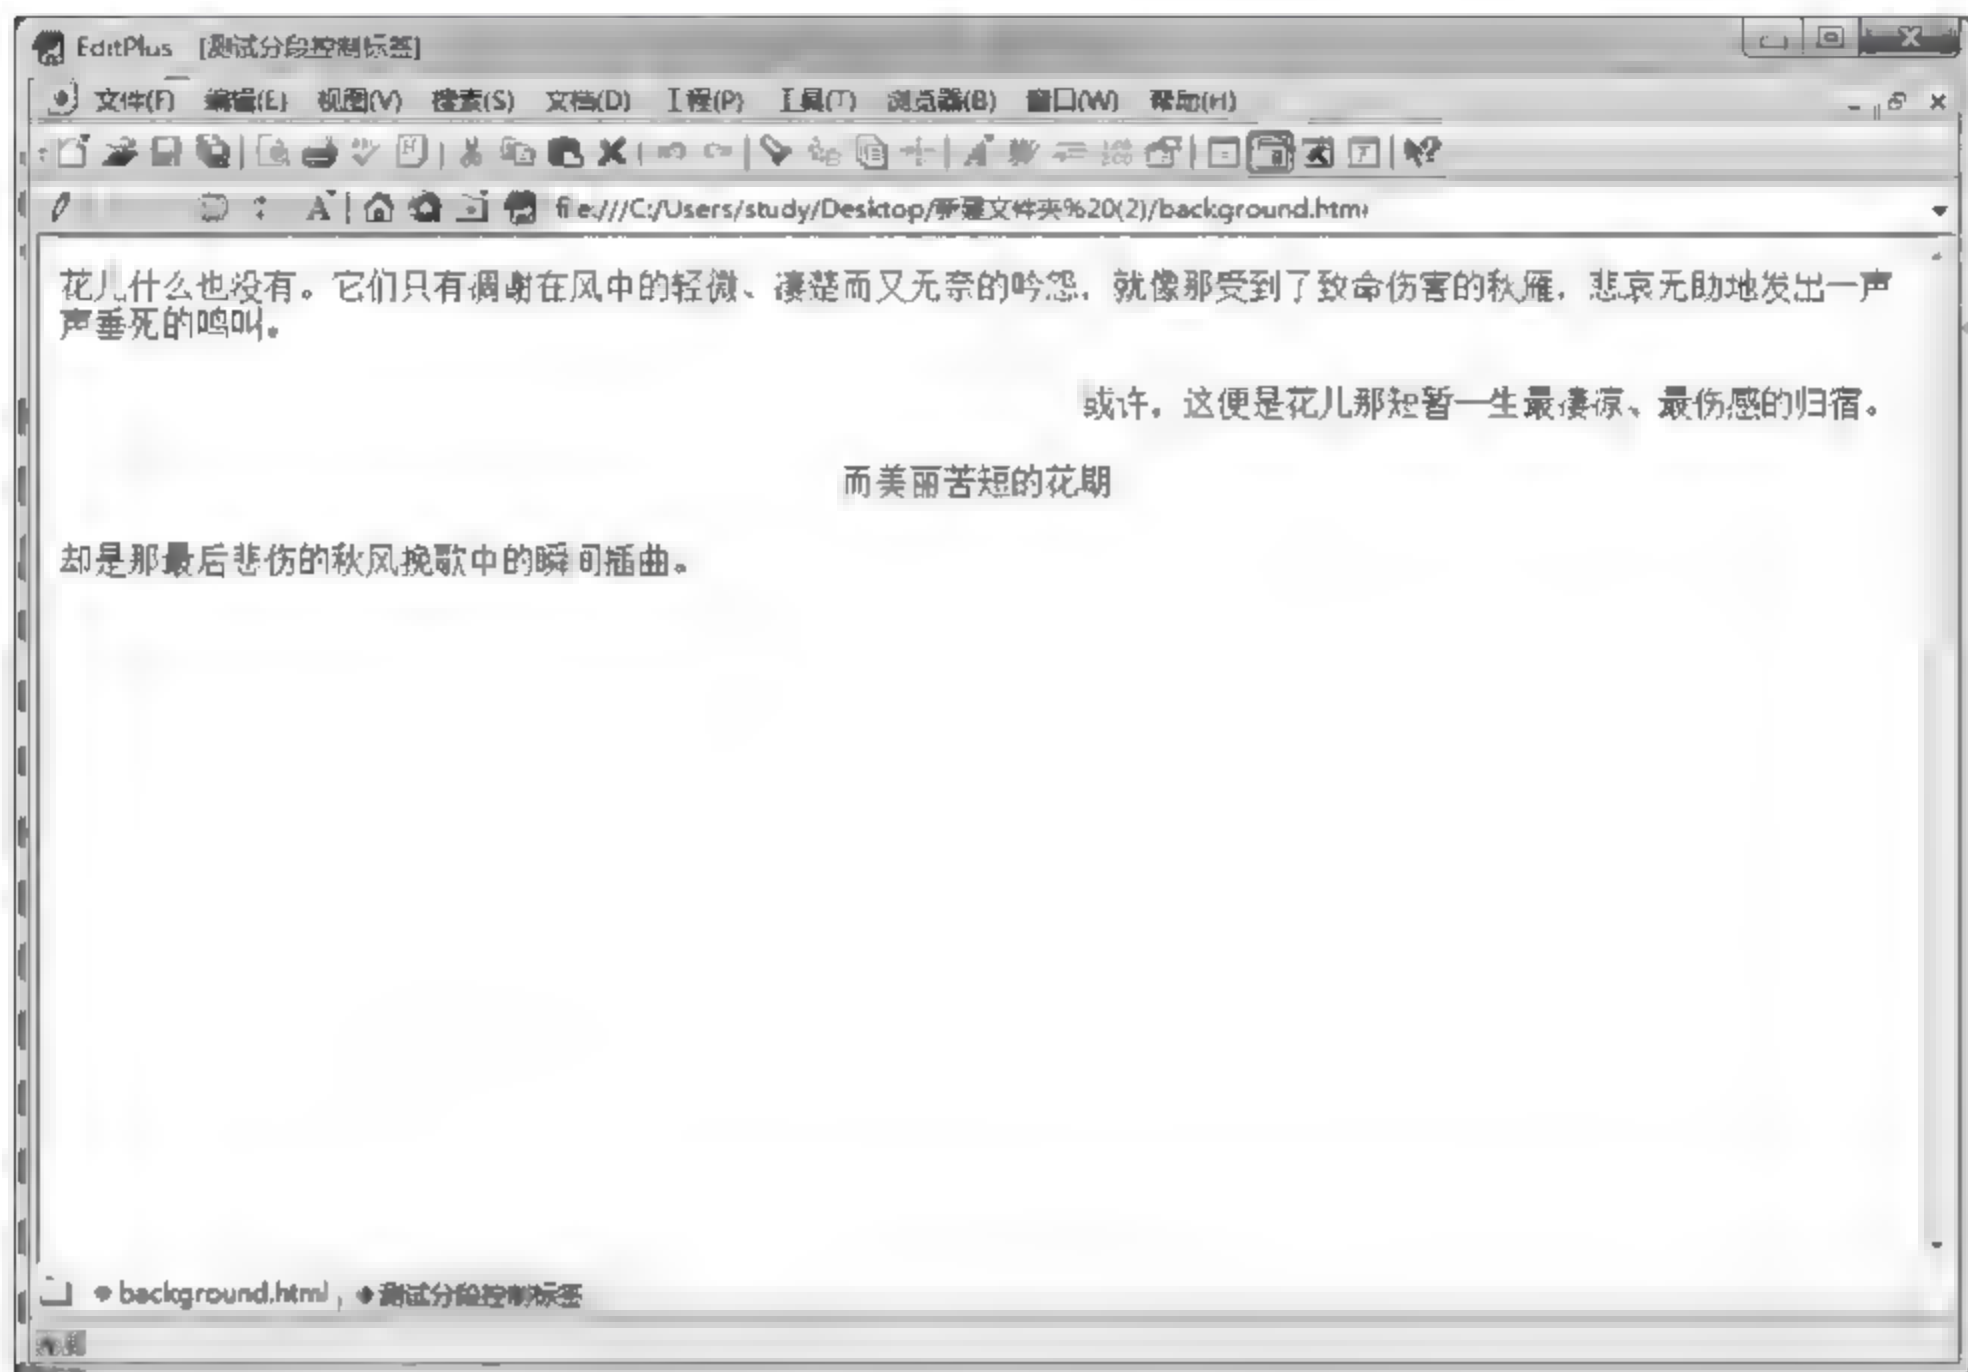 EditPlus [测试分段控制标签]
文件(F) 编辑(E) 视图(V) 搜索(S) 文档(D) 工程(P) 工具(T) 浏览器(B) 窗口(W) 帮助(H)
file:///C:/Users/study/Desktop/新建文件夹%20(2)/background.html
花儿什么也没有。它们只有凋谢在风中的轻微、凄楚而又无奈的吟怨，就像那受到了致命伤害的秋雁，悲哀无助地发出一声
声垂死的鸣叫。
或许，这便是花儿那短暂一生最凄凉、最伤感的归宿。
而美丽苦短的花期
却是那最后悲伤的秋风挽歌中的瞬间插曲。
background.html 测试分段控制标签